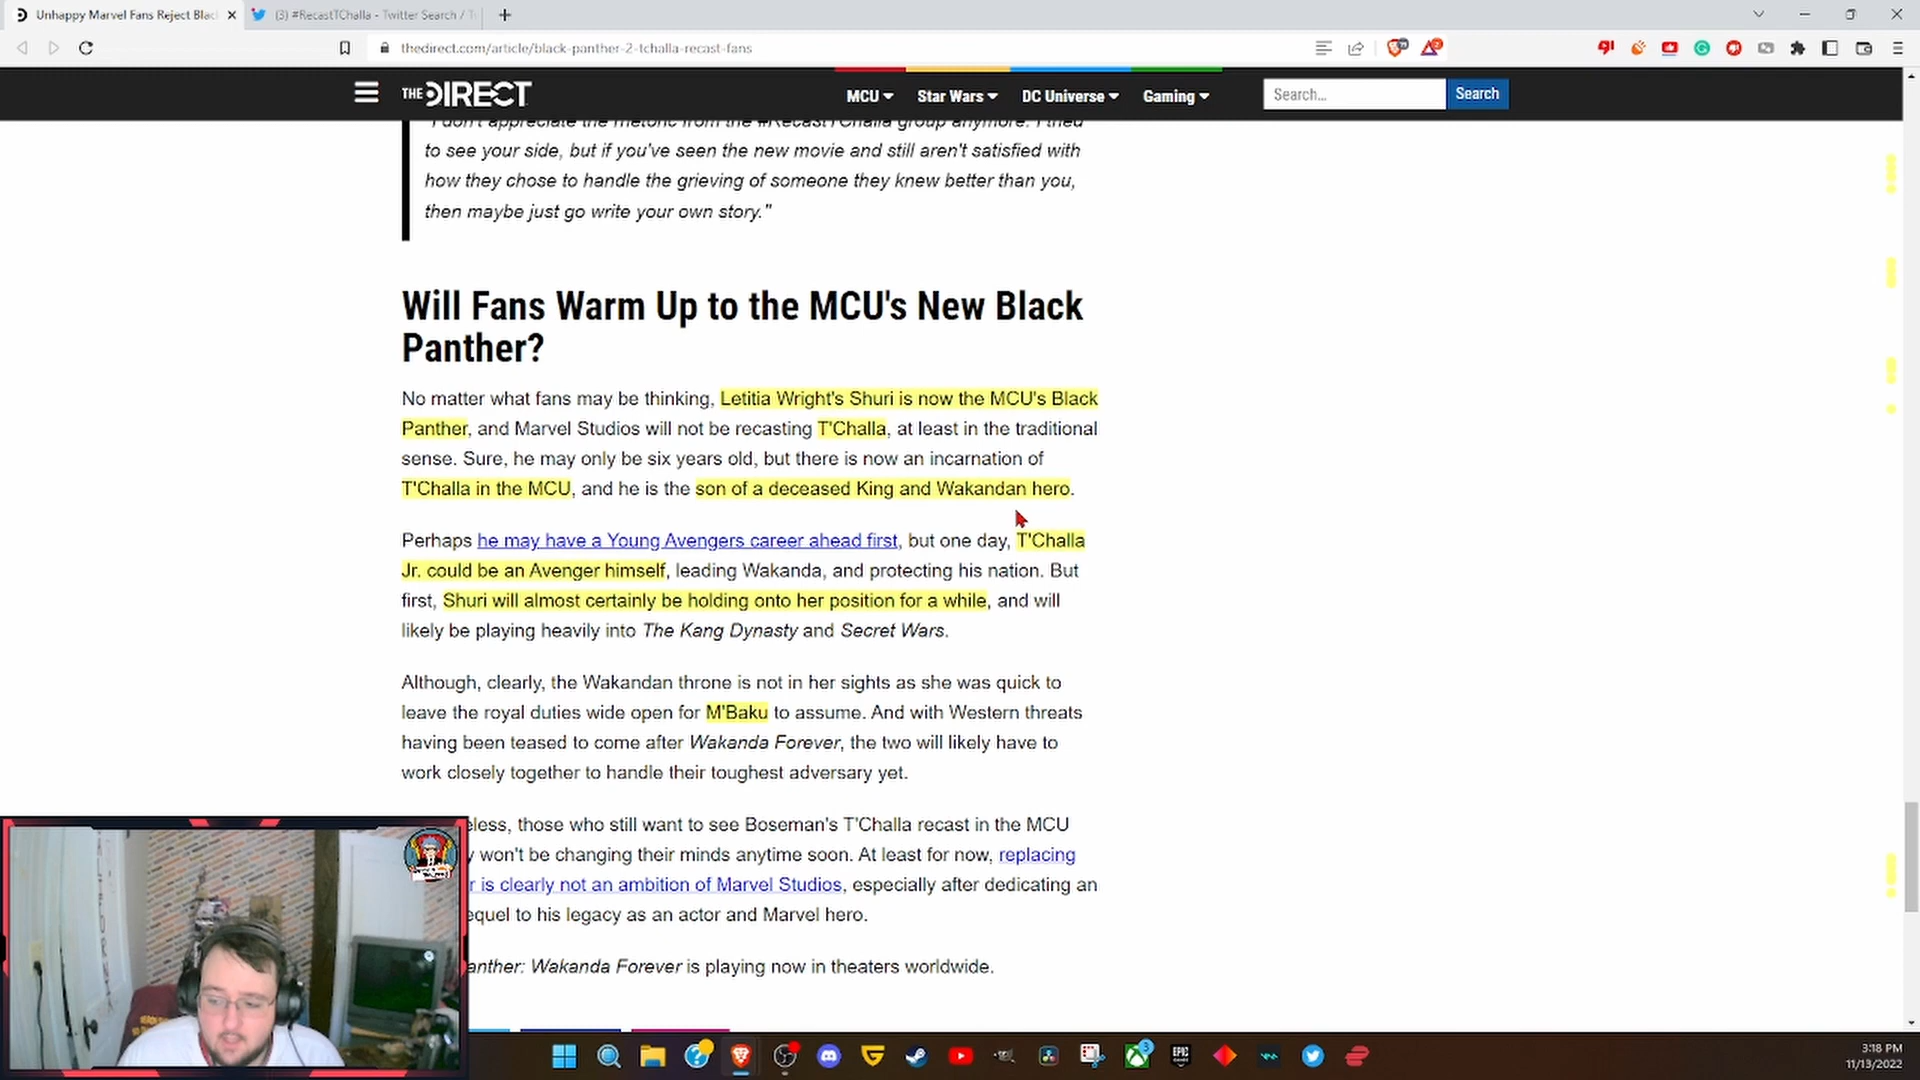 Unhappy Marvel Fans Reject Blac
(3) #RecastTChalla - Twitter Search / T
thedirect.com/article/black-panther-2-tchalla-recast-fans
THE DIRECT
MCU
Star Wars
DC Universe
Gaming
Search...
Search
"I don't appreciate the rhetoric from the #RecastTChalla group anymore. I tried
to see your side, but if you've seen the new movie and still aren't satisfied with
how they chose to handle the grieving of someone they knew better than you,
then maybe just go write your own story."
Will Fans Warm Up to the MCU's New Black
Panther?
No matter what fans may be thinking, Letitia Wright's Shuri is now the MCU's Black
Panther, and Marvel Studios will not be recasting T'Challa, at least in the traditional
sense. Sure, he may only be six years old, but there is now an incarnation of
T'Challa in the MCU, and he is the son of a deceased King and Wakandan hero.
Perhaps he may have a Young Avengers career ahead first, but one day, T'Challa
Jr. could be an Avenger himself, leading Wakanda, and protecting his nation. But
first, Shuri will almost certainly be holding onto her position for a while, and will
likely be playing heavily into The Kang Dynasty and Secret Wars.
Although, clearly, the Wakandan throne is not in her sights as she was quick to
leave the royal duties wide open for M'Baku to assume. And with Western threats
having been teased to come after Wakanda Forever, the two will likely have to
work closely together to handle their toughest adversary yet.
eless, those who still want to see Boseman's T'Challa recast in the MCU
y won't be changing their minds anytime soon. At least for now, replacing
r is clearly not an ambition of Marvel Studios, especially after dedicating an
equel to his legacy as an actor and Marvel hero.
anther: Wakanda Forever is playing now in theaters worldwide.
EPIC
3:18 PM
11/13/2022